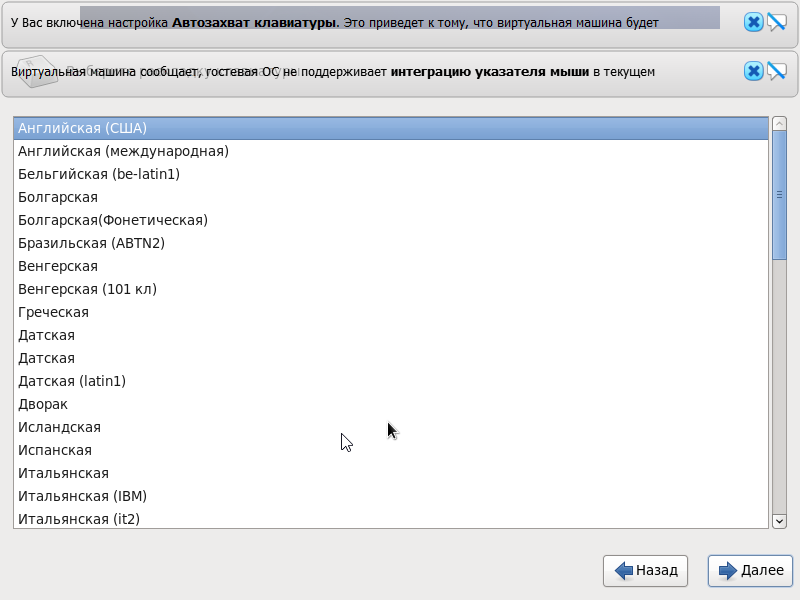 У Вас включена настройка Автозахват клавиатуры. Это приведет к тому, что виртуальная машина будет
Виртуальная машина сообщает, гостевая ОС не поддерживает интеграцию указателя мыши в текущем
Английская (США)
Английская (международная)
Бельгийская (be-latin1)
Болгарская
Болгарская(Фонетическая)
Бразильская (ABTN2)
Венгерская
Венгерская (101 кл)
Греческая
Датская
Датская
Датская (latin1)
Дворак
Исландская
Испанская
Итальянская
Итальянская (IBM)
Итальянская (it2)
Назад
Далее